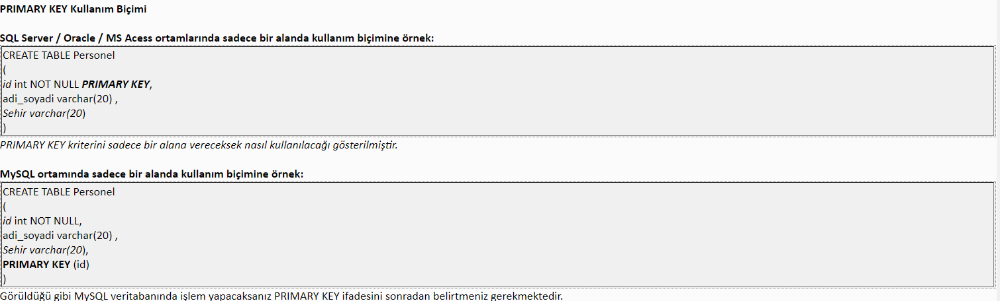 PRIMARY KEY Kullanım Biçimi
SQL Server / Oracle / MS Acess ortamlarında sadece bir alanda kullanım biçimine örnek:
CREATE TABLE Personel
(
id int NOT NULL PRIMARY KEY,
adi_soyadi varchar(20) ,
Sehir varchar(20)
)
PRIMARY KEY kriterini sadece bir alana vereceksek nasıl kullanılacağı gösterilmiştir.
MySQL ortamında sadece bir alanda kullanım biçimine örnek:
CREATE TABLE Personel
(
id int NOT NULL,
adi_soyadi varchar(20) ,
Sehir varchar(20),
PRIMARY KEY (id)
)
Görüldüğü gibi MySQL veritabanında işlem yapacaksanız PRIMARY KEY ifadesini sonradan belirtmeniz gerekmektedir.